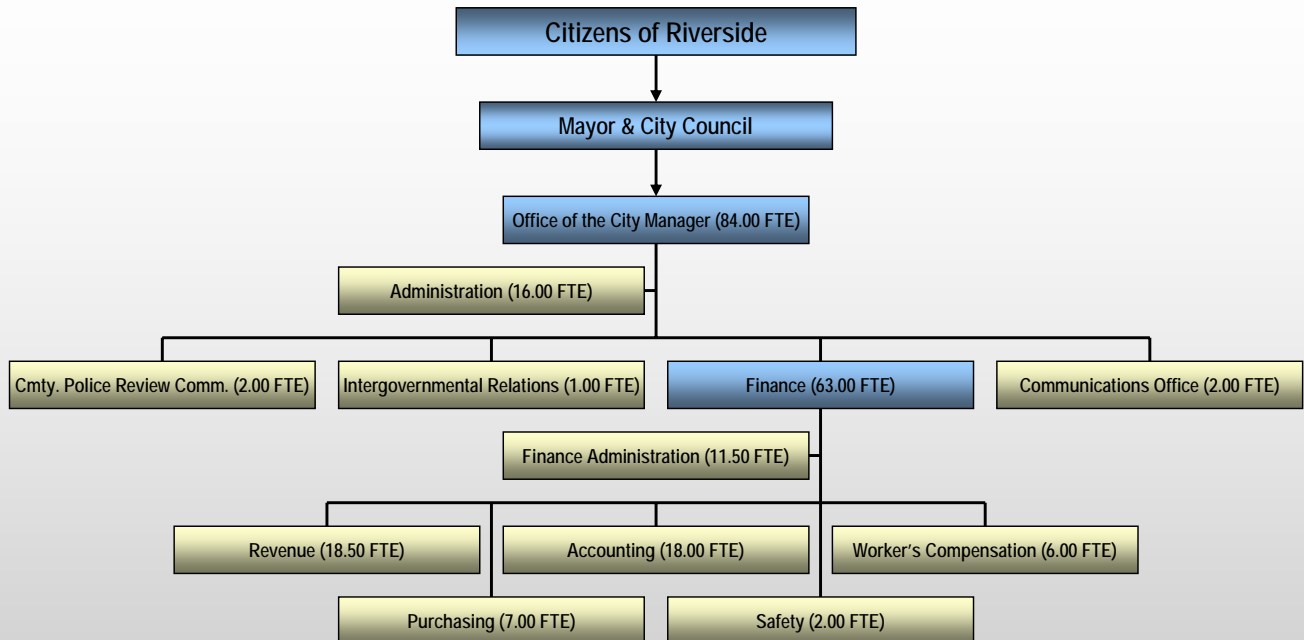 Citizens of Riverside
Mayor & City Council
Office of the City Manager (84.00 FTE)
Administration (16.00 FTE)
Cmty. Police Review Comm. (2.00 FTE)
Intergovernmental Relations (1.00 FTE)
Finance (63.00 FTE)
Communications Office (2.00 FTE)
Finance Administration (11.50 FTE)
Revenue (18.50 FTE)
Accounting (18.00 FTE)
Worker's Compensation (6.00 FTE)
Purchasing (7.00 FTE)
Safety (2.00 FTE)